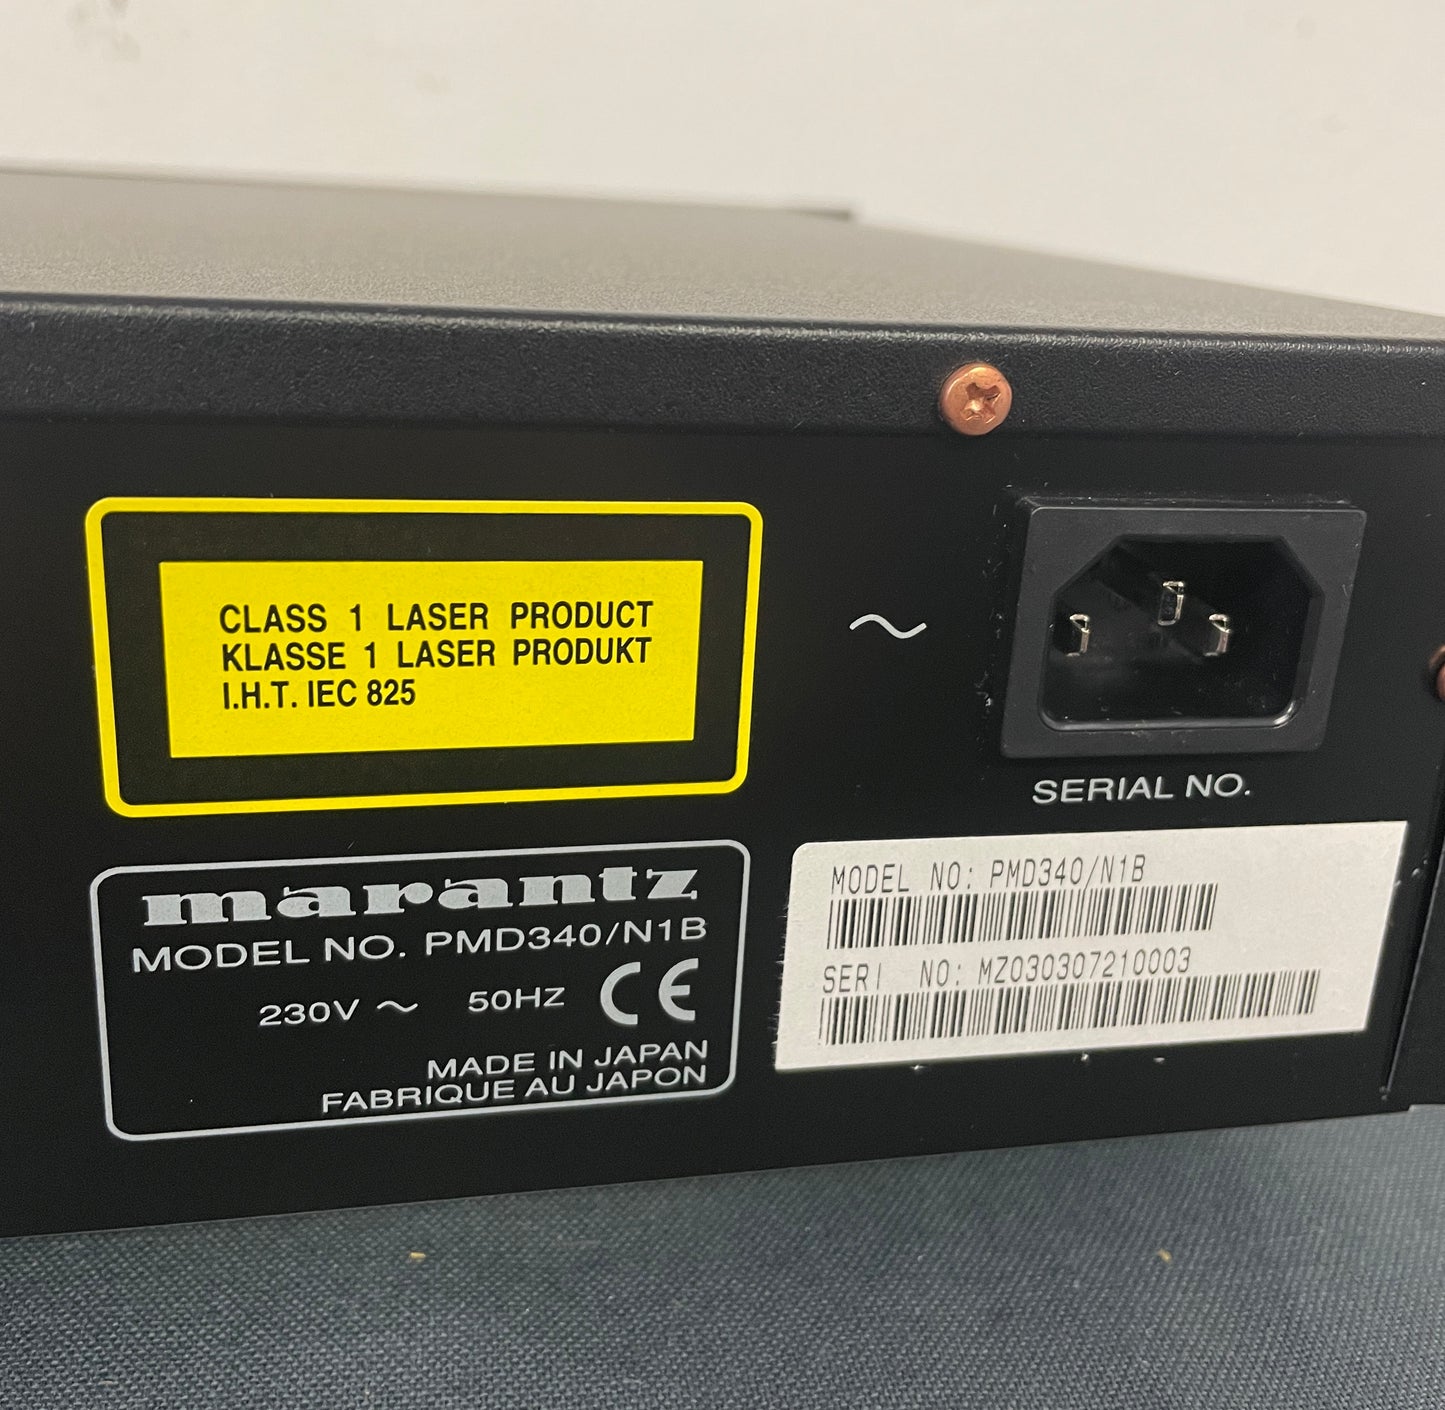 CLASS 1 LASER PRODUCT
KLASSE 1 LASER PRODUKT
I.H.T. IEC 825
~
SERIAL NO.
marantz
MODEL NO. PMD340/N1B
230V ~ 50HZ CE
MADE IN JAPAN
FABRIQUE AU JAPON
MODEL NO: PMD340/N1B
SERI NO: MZ030307210003